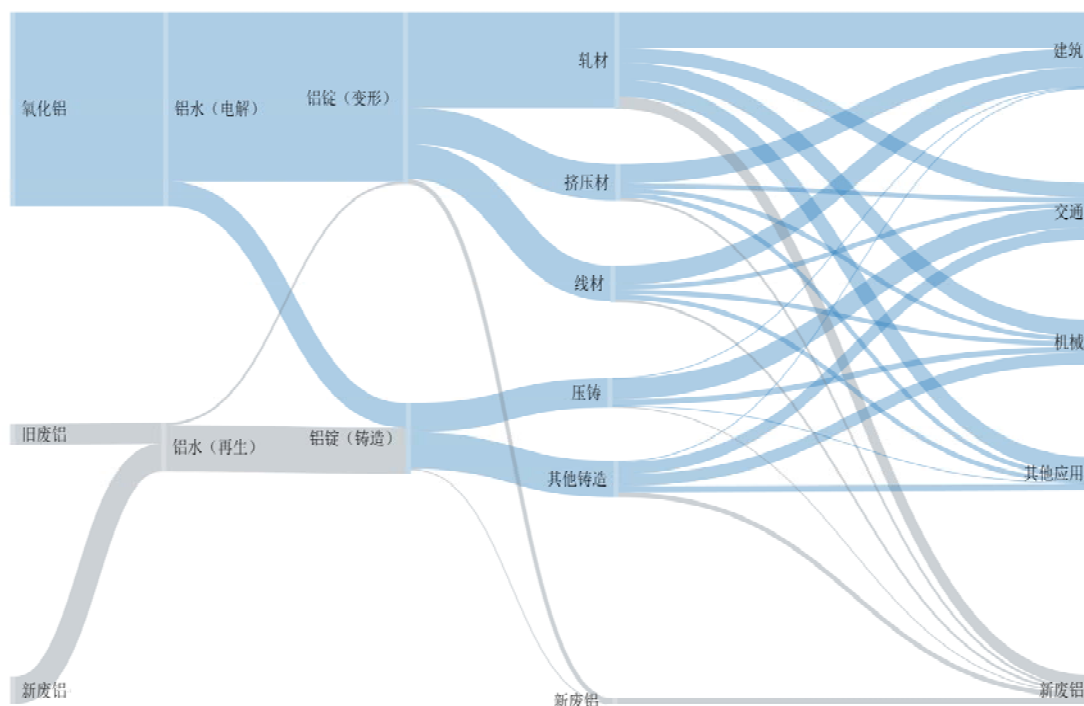 氧化铝
旧废铝
新废铝
铝水（电解）
铝水（再生）
铝锭（变形）
铝锭（铸造）
轧材
挤压材
线材
压铸
其他铸造
新废铝
建筑
交通
机械
其他应用
新废铝